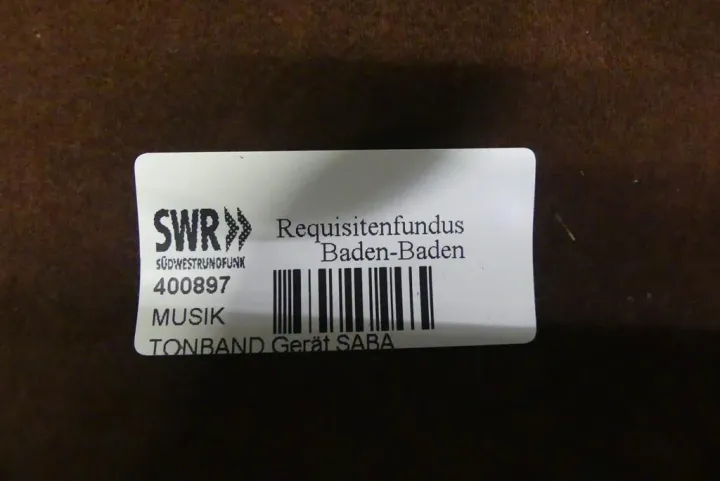 SWR
SÜDWESTRUNDFUNK
Requisitenfundus
Baden-Baden
400897
MUSIK
TONBAND Gerät SABA